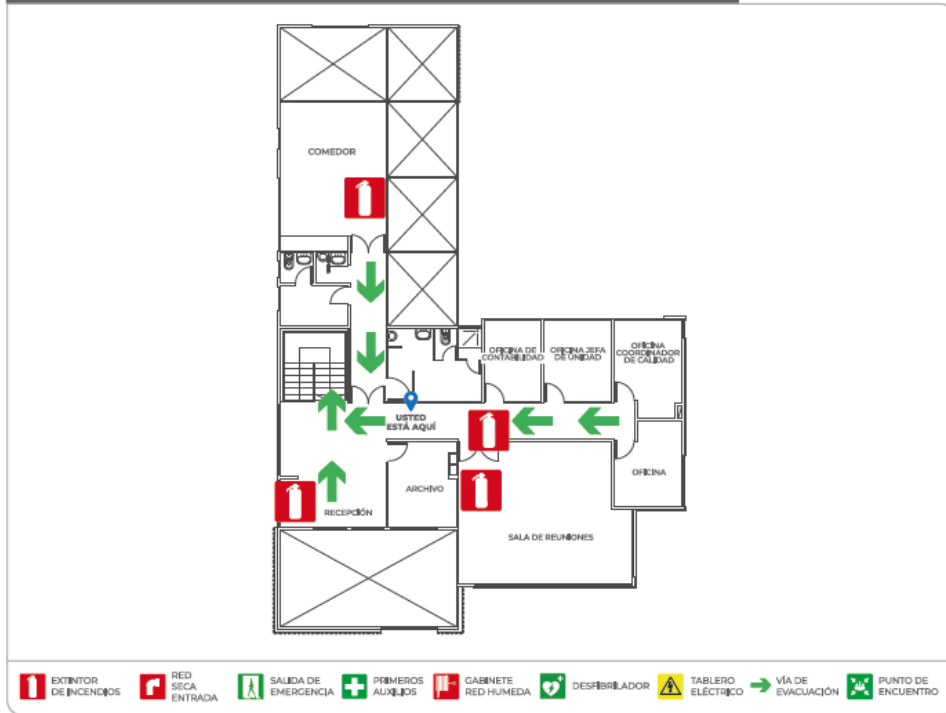 COMEDOR
OFICINA DE
CONTABILIDAD
OFICINA JEFA
DE UNIDAD
OFICINA
COORDINADOR
DE CALIDAD
USTED
ESTÁ AQUÍ
OFICINA
ARCHIVO
RECEPCIÓN
SALA DE REUNIONES
EXTINTOR
DE INCENDIOS
RED
SECA
ENTRADA
SALIDA DE
EMERGENCIA
PRIMEROS
AUXILIOS
GABINETE
RED HUMEDA
DESFIBRILADOR
TABLERO
ELÉCTRICO
VÍA DE
EVACUACIÓN
PUNTO DE
ENCUENTRO